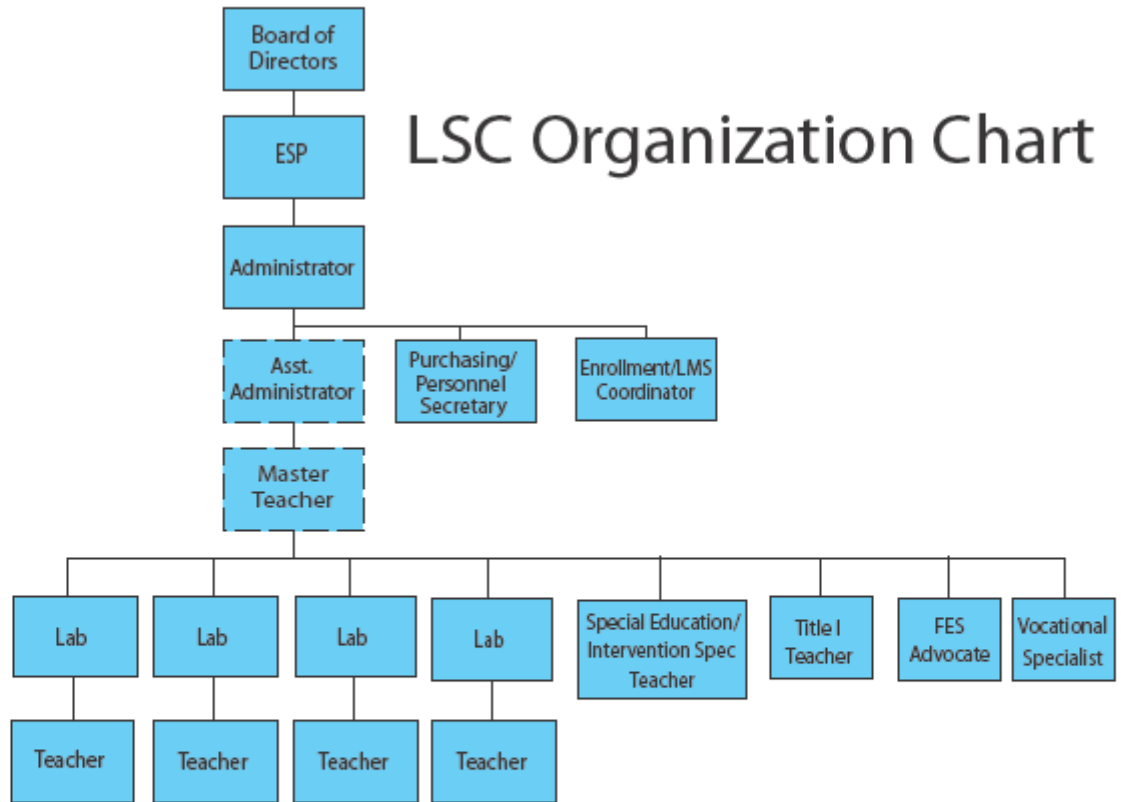 Board of
Directors
LSC Organization Chart
ESP
Administrator
Asst.
Administrator
Purchasing/
Personnel
Secretary
Enrollment/LMS
Coordinator
Master
Teacher
Lab
Lab
Lab
Lab
Special Education/
Intervention Spec
Teacher
Title I
Teacher
FES
Advocate
Vocational
Specialist
Teacher
Teacher
Teacher
Teacher